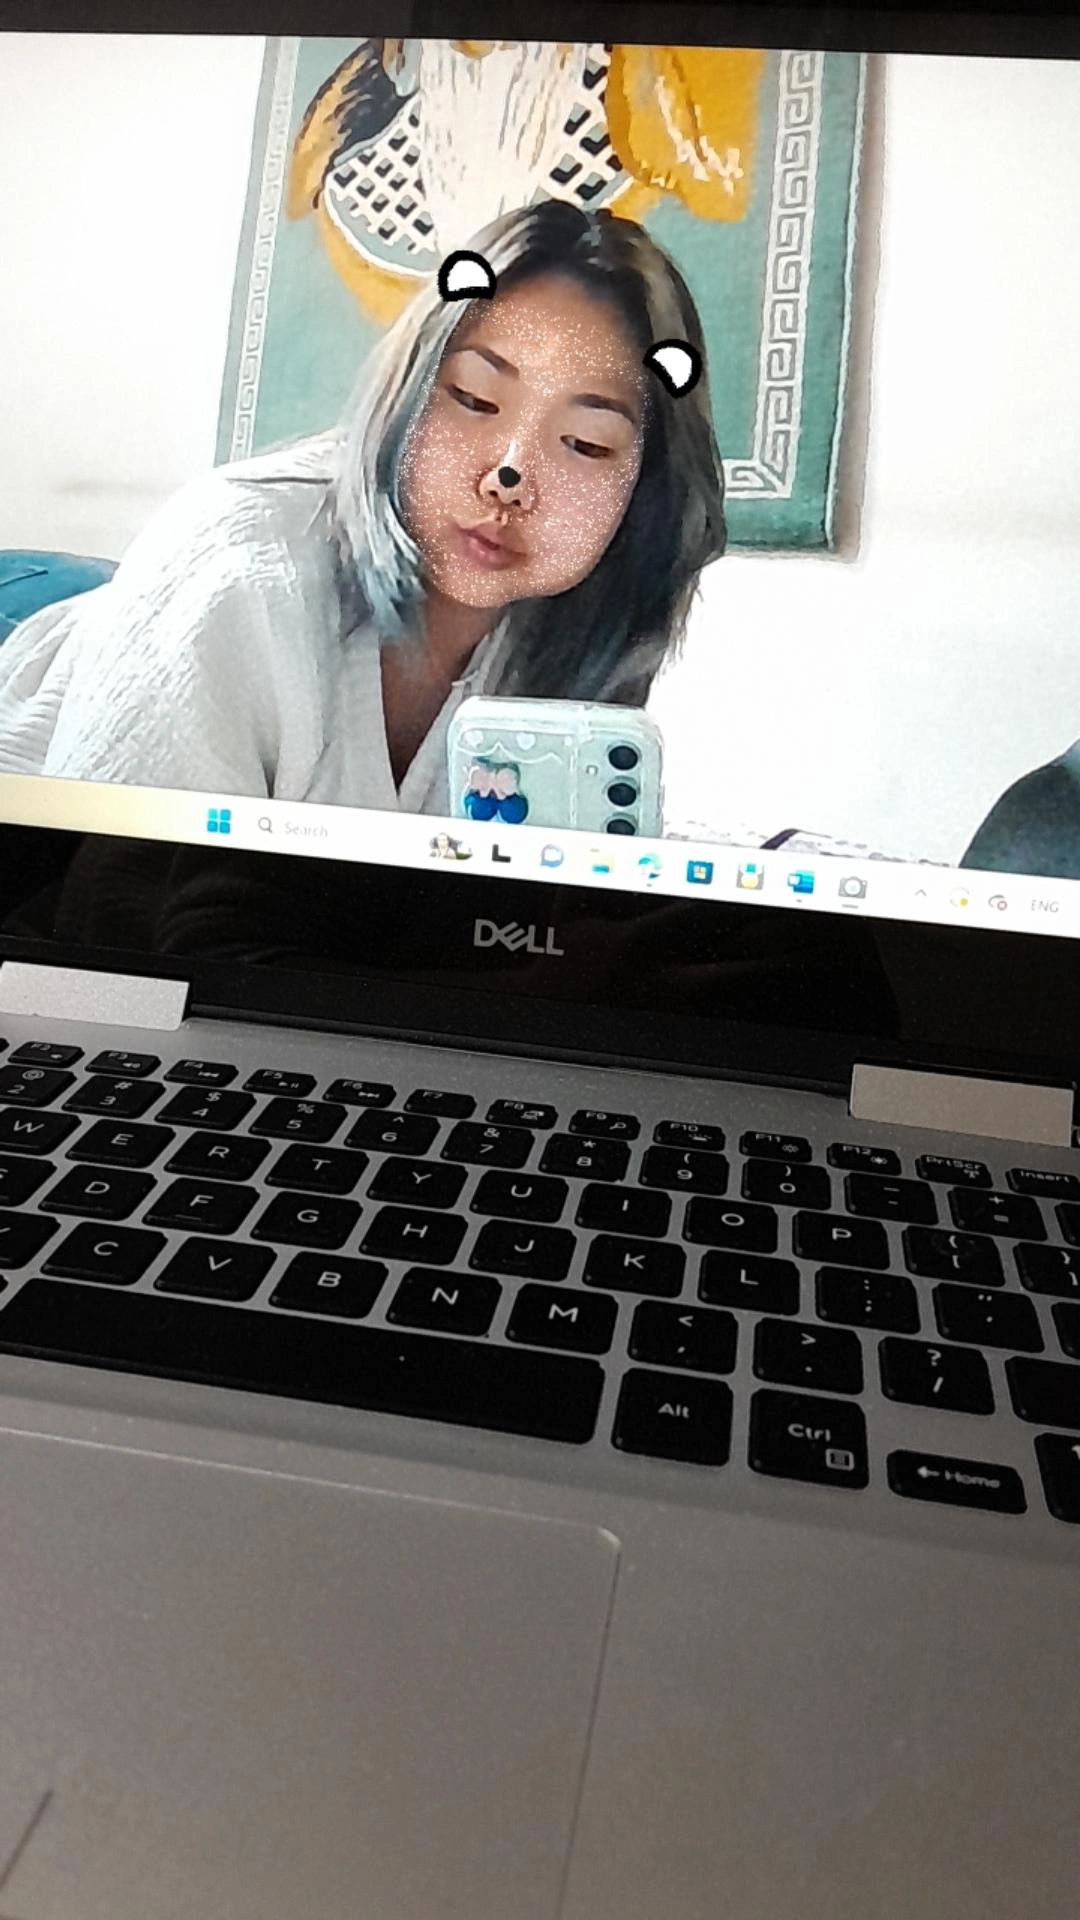 Search
ENG
DELL
F2 F3 F4 F5 F6 F7 F8 F9 F10 F11 F12 PrtScr Insert
@ # $ % ^ & * ( ) _ +
2 3 4 5 6 7 8 9 0 - =
W E R T Y U I O P { }
[ ]
D F G H J K L : "
; '
C V B N M < > ?
, . /
Alt Ctrl ← Home